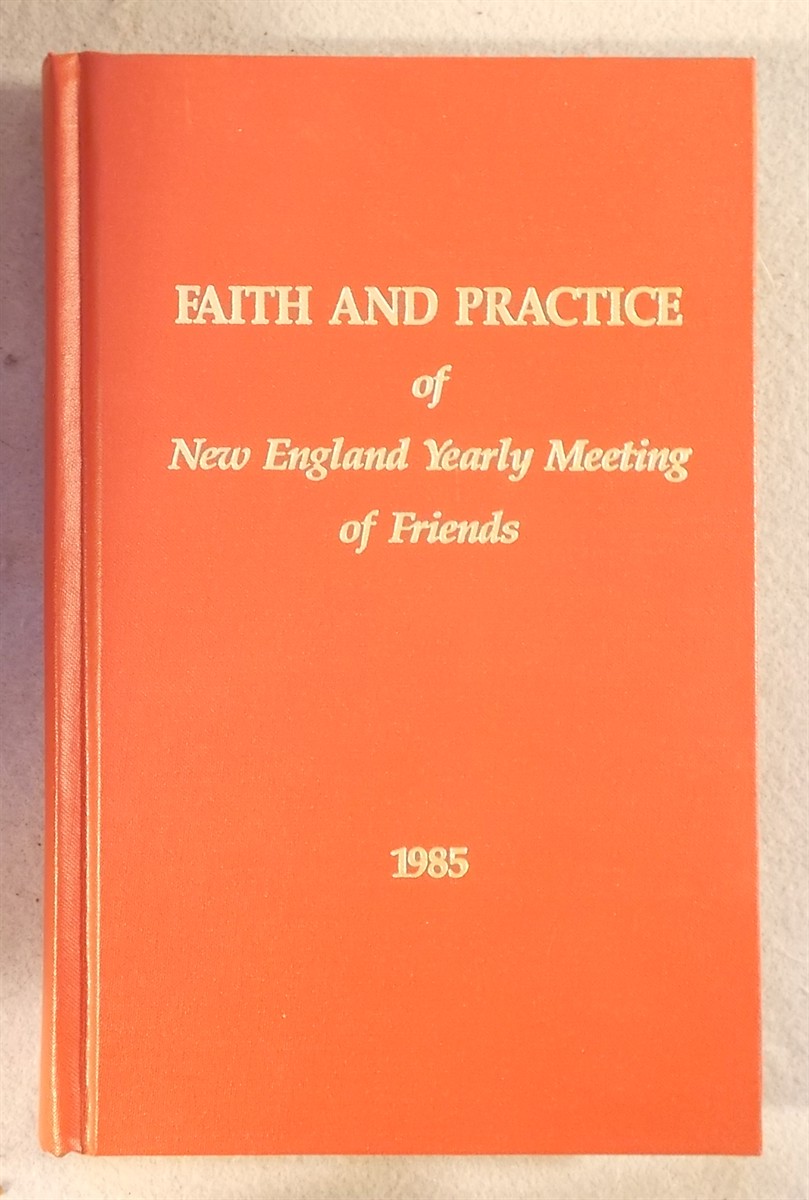 FAITH AND PRACTICE
of
New England Yearly Meeting
of Friends
1985